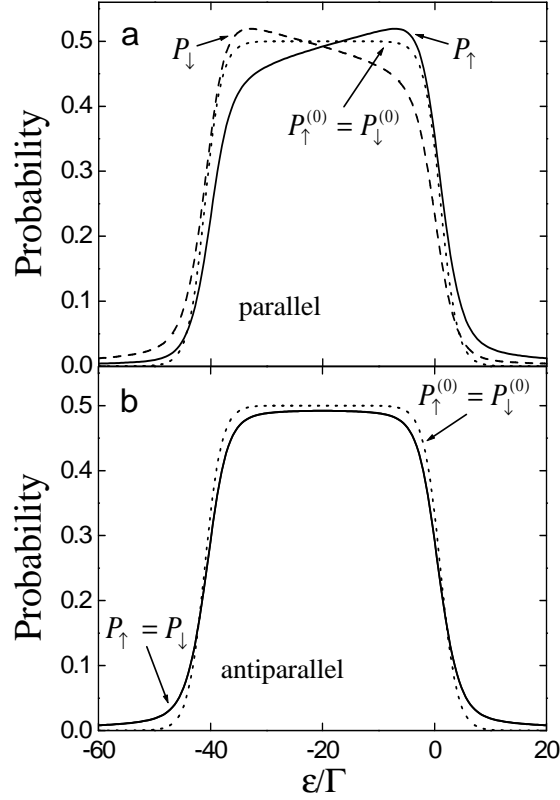 a
P↓
P↑
P↑(0) = P↓(0)
parallel
Probability
0.5
0.4
0.3
0.2
0.1
0.0
b
P↑(0) = P↓(0)
P↑ = P↓
antiparallel
Probability
0.5
0.4
0.3
0.2
0.1
0.0
-60 -40 -20 0 20
ε/Γ